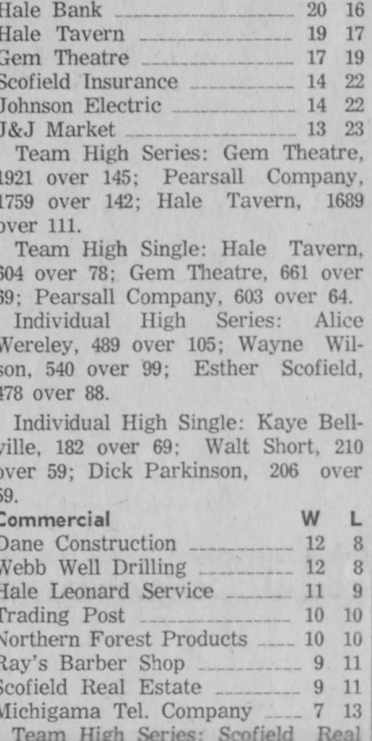 Hale Bank 20 16
Hale Tavern 19 17
Gem Theatre 17 19
Scofield Insurance 14 22
Johnson Electric 14 22
J&J Market 13 23
Team High Series: Gem Theatre,
1921 over 145; Pearsall Company,
1759 over 142; Hale Tavern, 1689
over 111.
Team High Single: Hale Tavern,
604 over 78; Gem Theatre, 661 over
69; Pearsall Company, 603 over 64.
Individual High Series: Alice
Wereley, 489 over 105; Wayne Wil-
son, 540 over 99; Esther Scofield,
478 over 88.
Individual High Single: Kaye Bell-
ville, 182 over 69; Walt Short, 210
over 59; Dick Parkinson, 206 over
59.
Commercial W L
Dane Construction 12 8
Webb Well Drilling 12 8
Hale Leonard Service 11 9
Trading Post 10 10
Northern Forest Products 10 10
Ray's Barber Shop 9 11
Scofield Real Estate 9 11
Michigama Tel. Company 7 13
Team High Series: Scofield Real